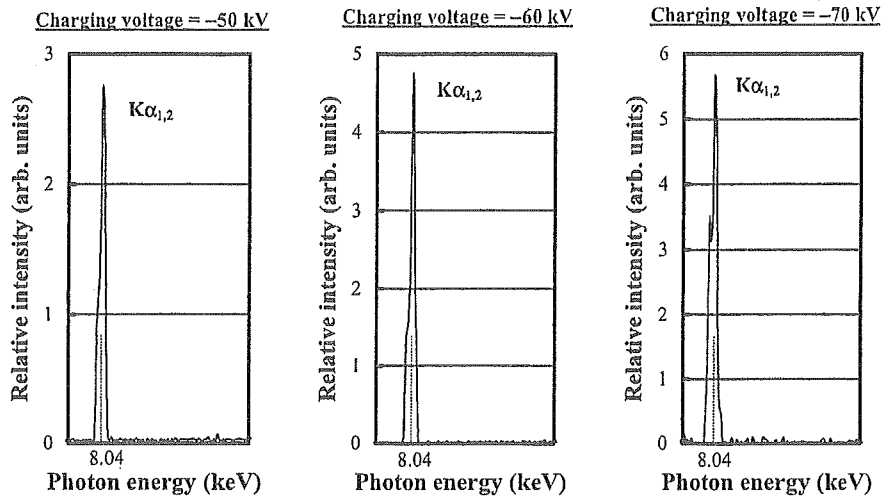 Charging voltage = –50 kV
3
2
1
0
Relative intensity (arb. units)
Kα1,2
8.04
Photon energy (keV)
Charging voltage = –60 kV
5
4
3
2
1
0
Relative intensity (arb. units)
Kα1,2
8.04
Photon energy (keV)
Charging voltage = –70 kV
6
5
4
3
2
1
0
Relative intensity (arb. units)
Kα1,2
8.04
Photon energy (keV)